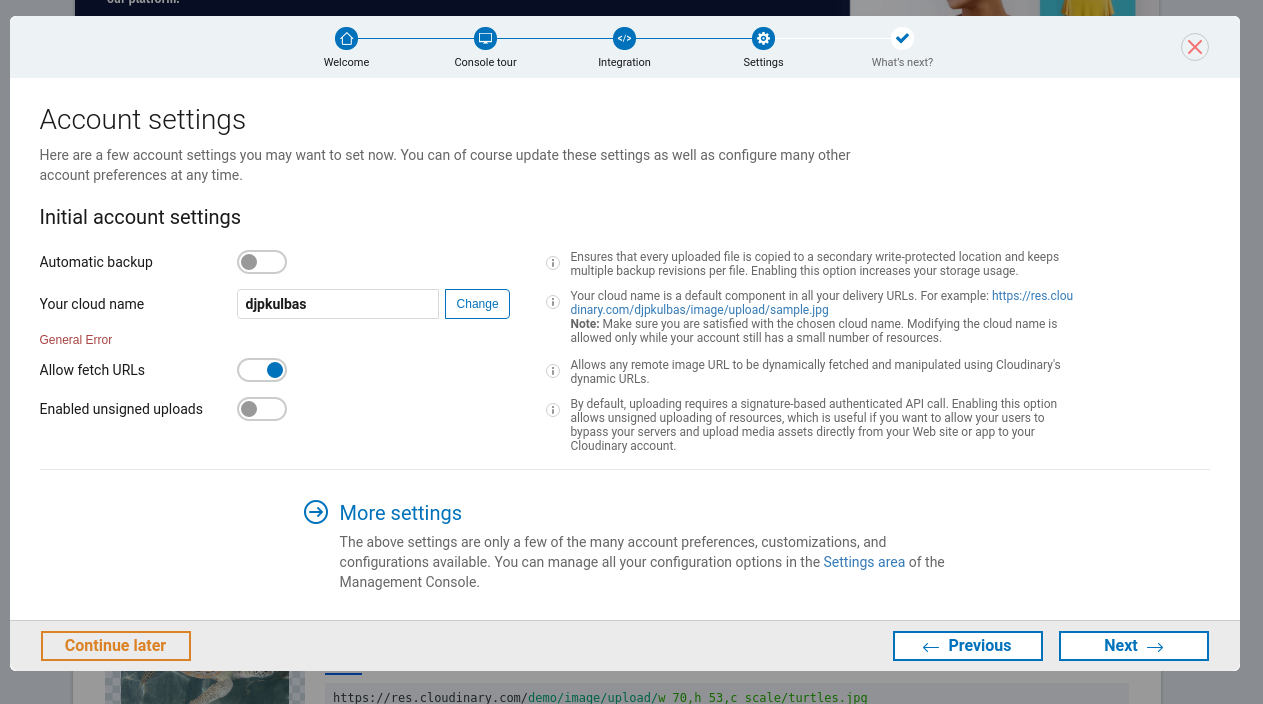 our platform.
Welcome
Console tour
Integration
Settings
What's next?
Account settings
Here are a few account settings you may want to set now. You can of course update these settings as well as configure many other
account preferences at any time.
Initial account settings
Automatic backup
Ensures that every uploaded file is copied to a secondary write-protected location and keeps
multiple backup revisions per file. Enabling this option increases your storage usage.
Your cloud name
djpkulbas
Change
Your cloud name is a default component in all your delivery URLs. For example: https://res.clou
dinary.com/djpkulbas/image/upload/sample.jpg
Note: Make sure you are satisfied with the chosen cloud name. Modifying the cloud name is
allowed only while your account still has a small number of resources.
General Error
Allow fetch URLs
Allows any remote image URL to be dynamically fetched and manipulated using Cloudinary's
dynamic URLs.
Enabled unsigned uploads
By default, uploading requires a signature-based authenticated API call. Enabling this option
allows unsigned uploading of resources, which is useful if you want to allow your users to
bypass your servers and upload media assets directly from your Web site or app to your
Cloudinary account.
More settings
The above settings are only a few of the many account preferences, customizations, and
configurations available. You can manage all your configuration options in the Settings area of the
Management Console.
Continue later
Previous
Next
https://res.cloudinary.com/demo/image/upload/w_70,h_53,c_scale/turtles.jpg